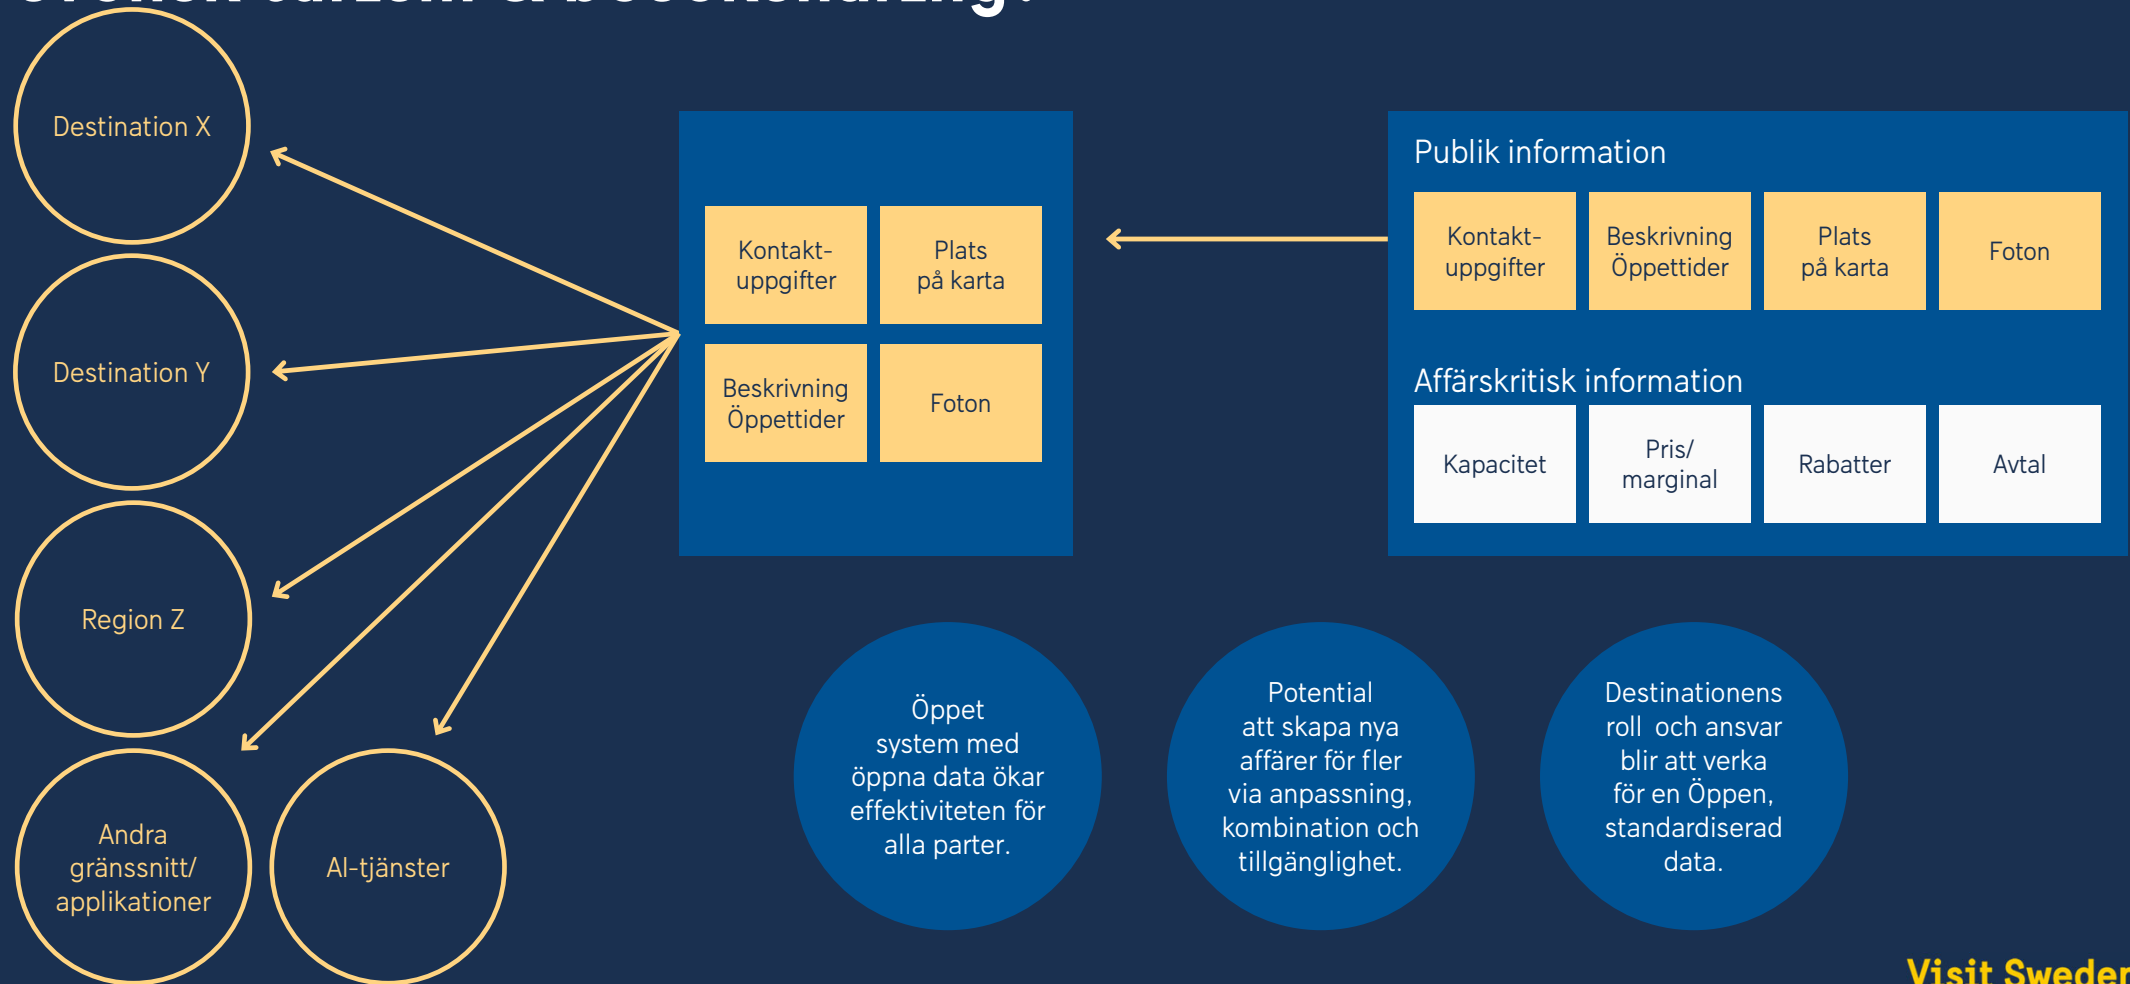 Destination X
Destination Y
Region Z
Andra
gränssnitt/
applikationer
AI-tjänster
Kontakt-
uppgifter
Plats
på karta
Beskrivning
Öppettider
Foton
Publik information
Kontakt-
uppgifter
Beskrivning
Öppettider
Plats
på karta
Foton
Affärskritisk information
Kapacitet
Pris/
marginal
Rabatter
Avtal
Öppet
system med
öppna data ökar
effektiviteten för
alla parter.
Potential
att skapa nya
affärer för fler
via anpassning,
kombination och
tillgänglighet.
Destinationens
roll och ansvar
blir att verka
för en Öppen,
standardiserad
data.
Visit Sweden